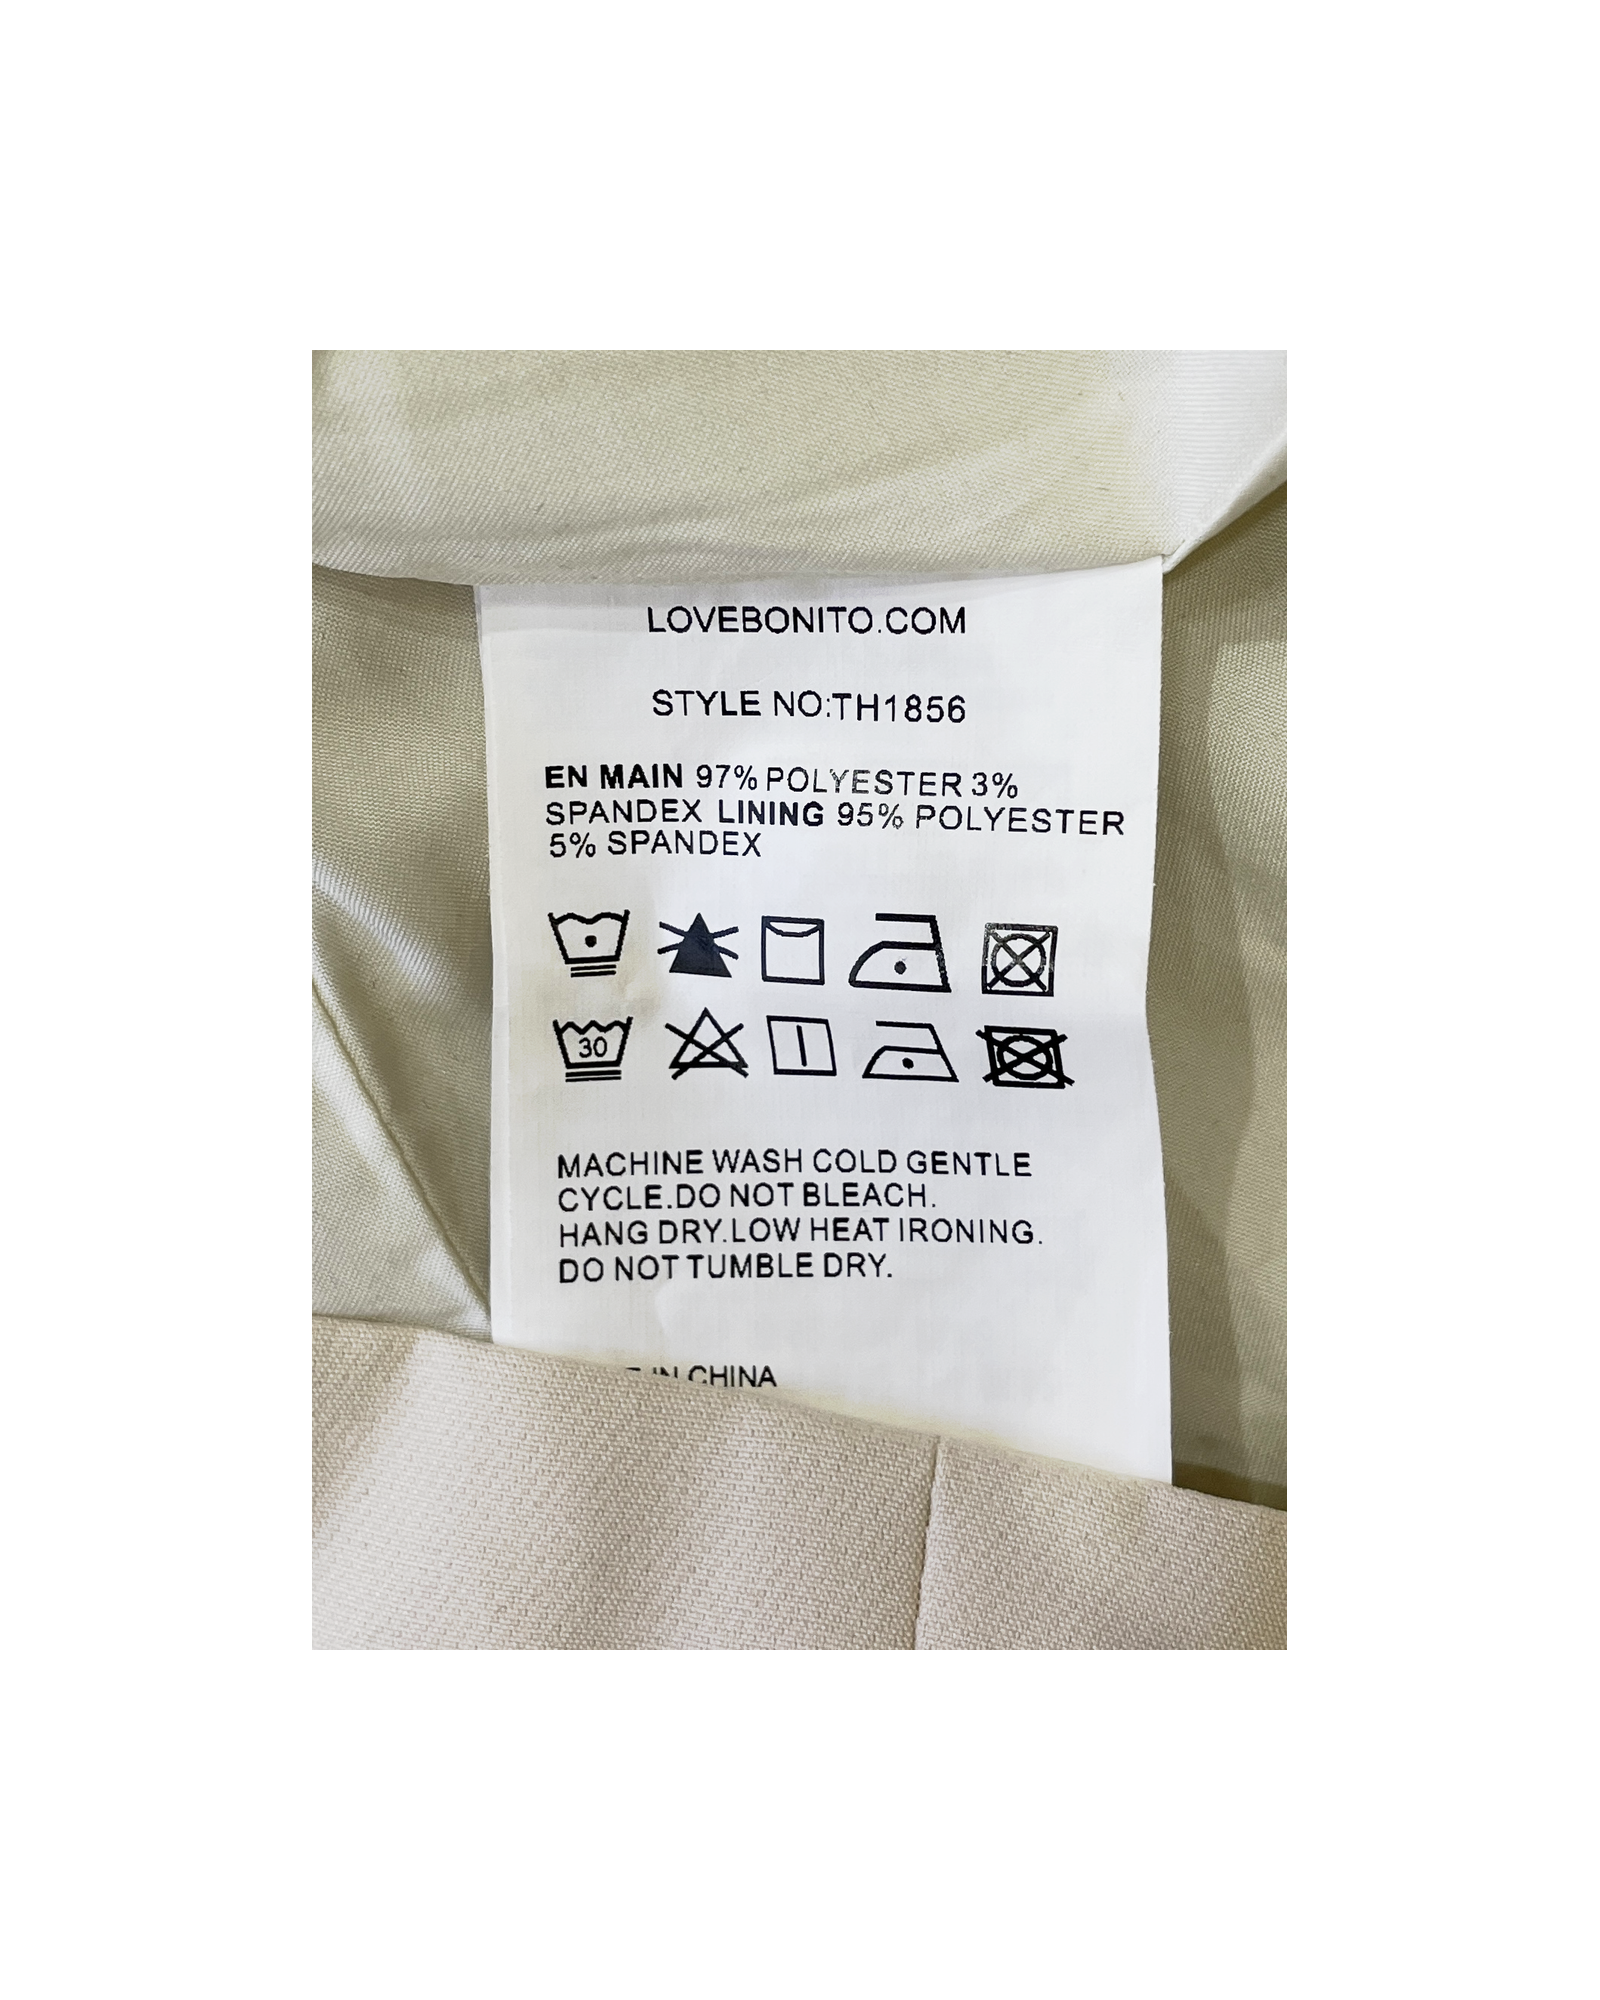 LOVEBONITO.COM
STYLE NO:TH1856
EN MAIN 97% POLYESTER 3%
SPANDEX LINING 95% POLYESTER
5% SPANDEX
30
MACHINE WASH COLD GENTLE
CYCLE.DO NOT BLEACH.
HANG DRY.LOW HEAT IRONING.
DO NOT TUMBLE DRY.
IN CHINA